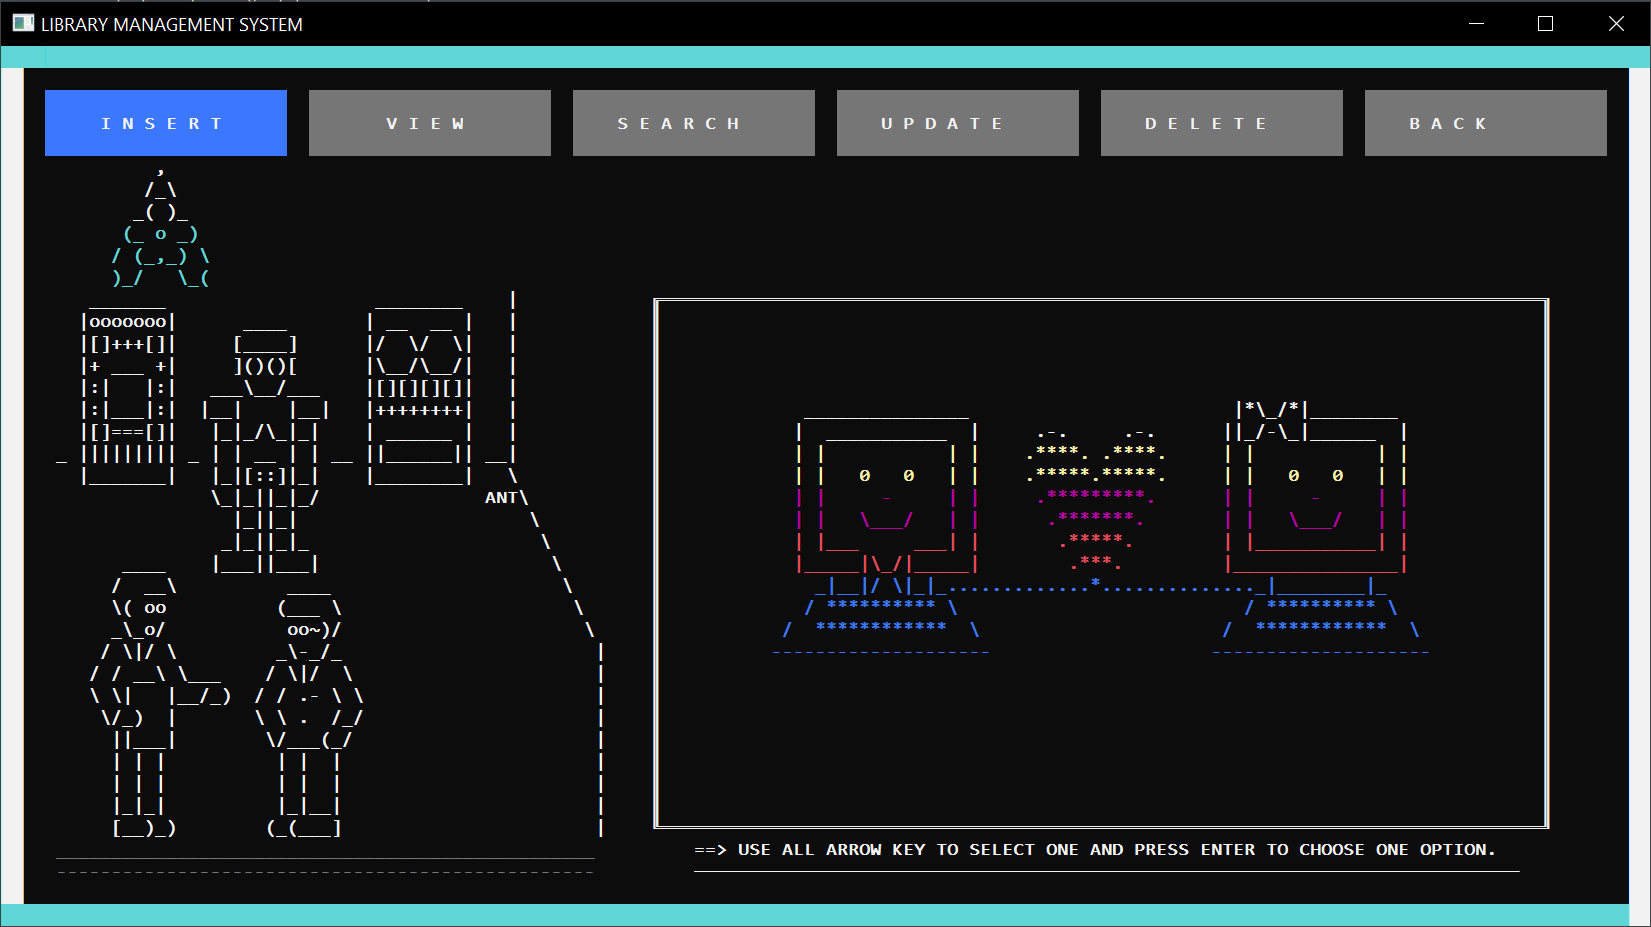 LIBRARY MANAGEMENT SYSTEM
I N S E R T
V I E W
S E A R C H
U P D A T E
D E L E T E
B A C K
ANT
==> USE ALL ARROW KEY TO SELECT ONE AND PRESS ENTER TO CHOOSE ONE OPTION.